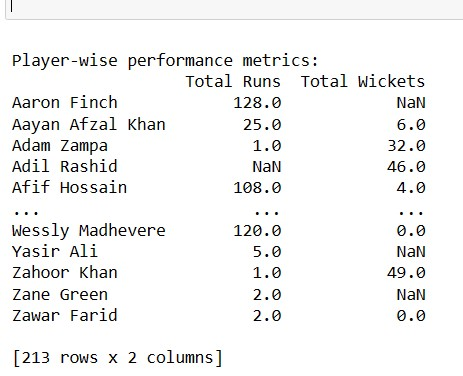 Player-wise performance metrics:
Total Runs Total Wickets
Aaron Finch 128.0 NaN
Aayan Afzal Khan 25.0 6.0
Adam Zampa 1.0 32.0
Adil Rashid NaN 46.0
Afif Hossain 108.0 4.0
... ... ...
Wessly Madhevere 120.0 0.0
Yasir Ali 5.0 NaN
Zahoor Khan 1.0 49.0
Zane Green 2.0 NaN
Zawar Farid 2.0 0.0
[213 rows x 2 columns]